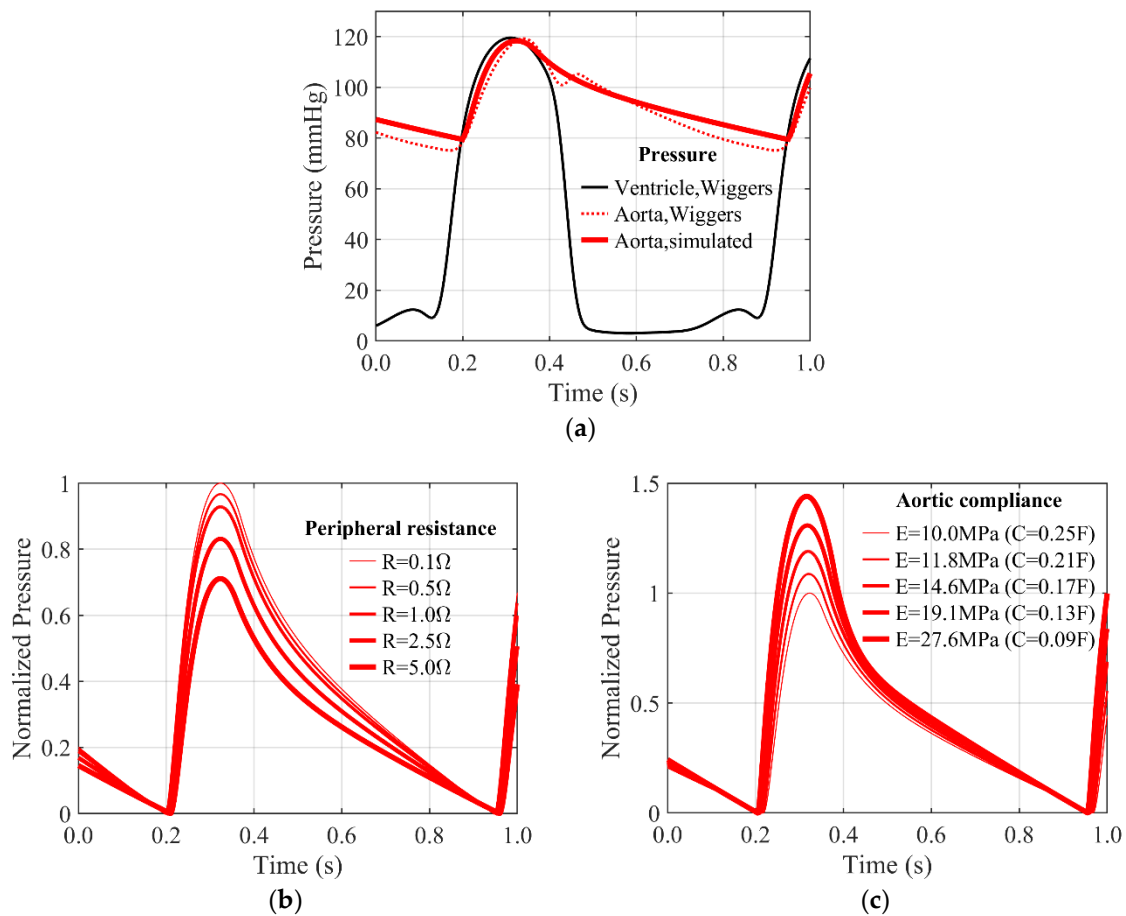 120
100
80
60
40
20
0
Pressure (mmHg)
Pressure
Ventricle,Wiggers
Aorta,Wiggers
Aorta,simulated
0.0 0.2 0.4 0.6 0.8 1.0
Time (s)
(a)
1
0.8
0.6
0.4
0.2
0
Normalized Pressure
Peripheral resistance
R=0.1Ω
R=0.5Ω
R=1.0Ω
R=2.5Ω
R=5.0Ω
0.0 0.2 0.4 0.6 0.8 1.0
Time (s)
(b)
1.5
1
0.5
0
Normalized Pressure
Aortic compliance
E=10.0MPa (C=0.25F)
E=11.8MPa (C=0.21F)
E=14.6MPa (C=0.17F)
E=19.1MPa (C=0.13F)
E=27.6MPa (C=0.09F)
0.0 0.2 0.4 0.6 0.8 1.0
Time (s)
(c)